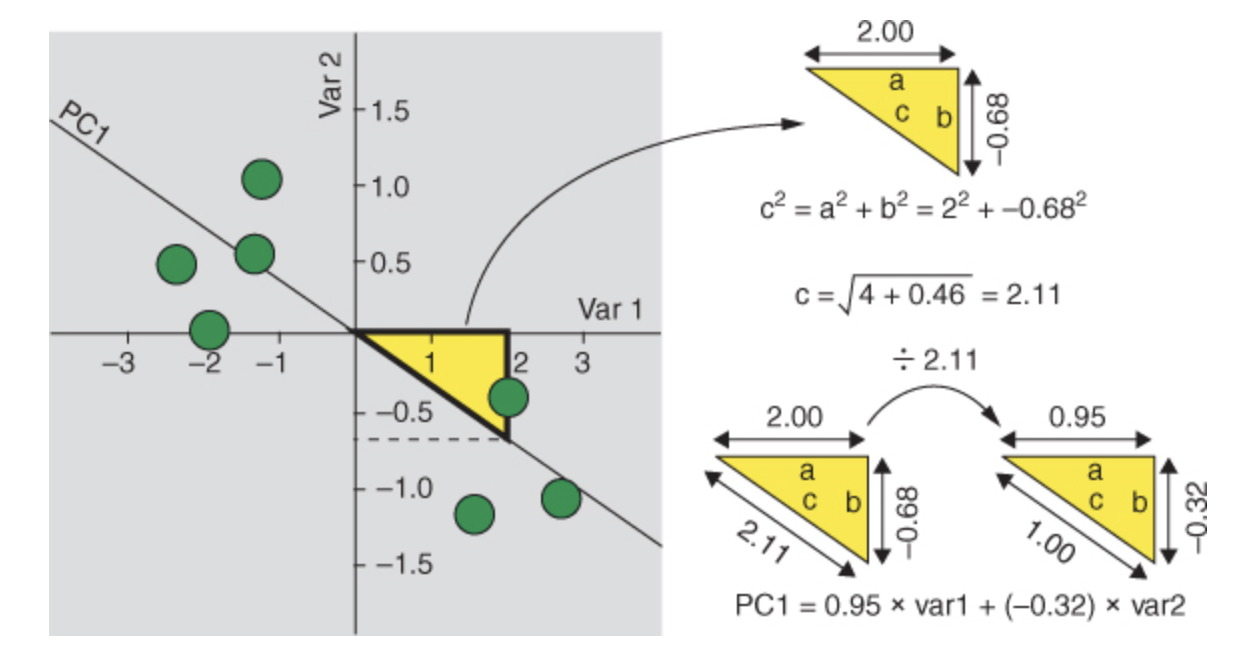 Var 2
PC1
1.5
1.0
0.5
Var 1
−3
−2
−1
1
2
3
−0.5
−1.0
−1.5
2.00
a
c
b
−0.68
c² = a² + b² = 2² + −0.68²
c = √4 + 0.46 = 2.11
÷ 2.11
2.00
a
c
b
−0.68
2.11
0.95
a
c
b
−0.32
1.00
PC1 = 0.95 × var1 + (−0.32) × var2